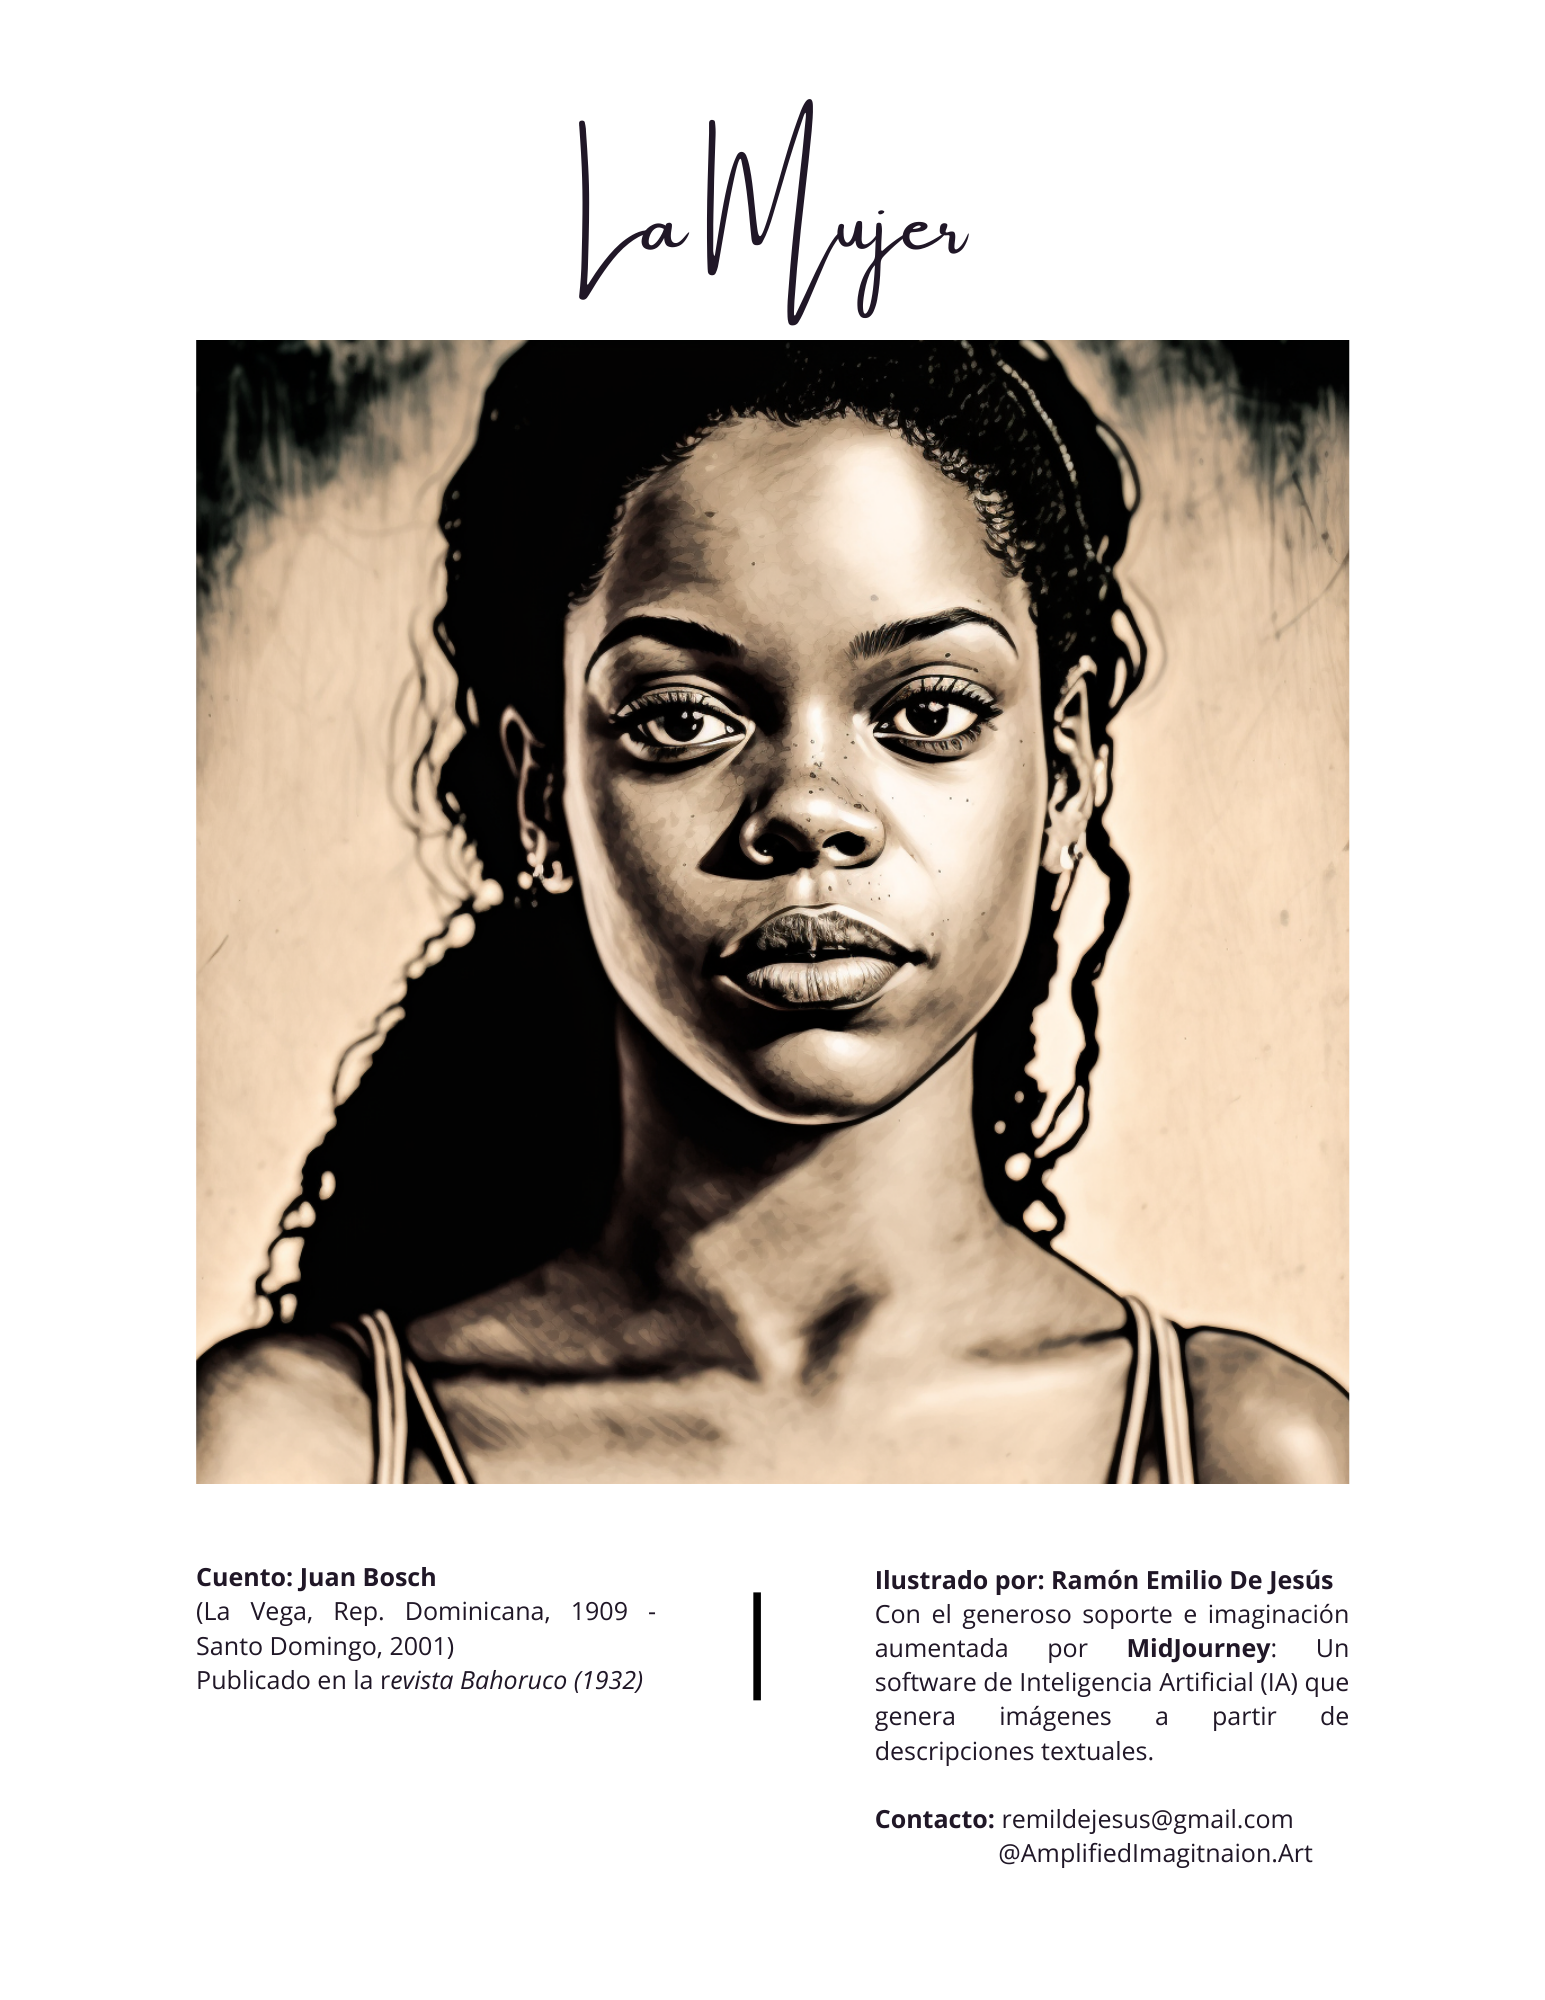 La Mujer
Cuento: Juan Bosch
(La Vega, Rep. Dominicana, 1909 -
Santo Domingo, 2001)
Publicado en la revista Bahoruco (1932)
Ilustrado por: Ramón Emilio De Jesús
Con el generoso soporte e imaginación
aumentada por MidJourney: Un
software de Inteligencia Artificial (IA) que
genera imágenes a partir de
descripciones textuales.
Contacto: remildejesus@gmail.com
@AmplifiedImagitnaion.Art